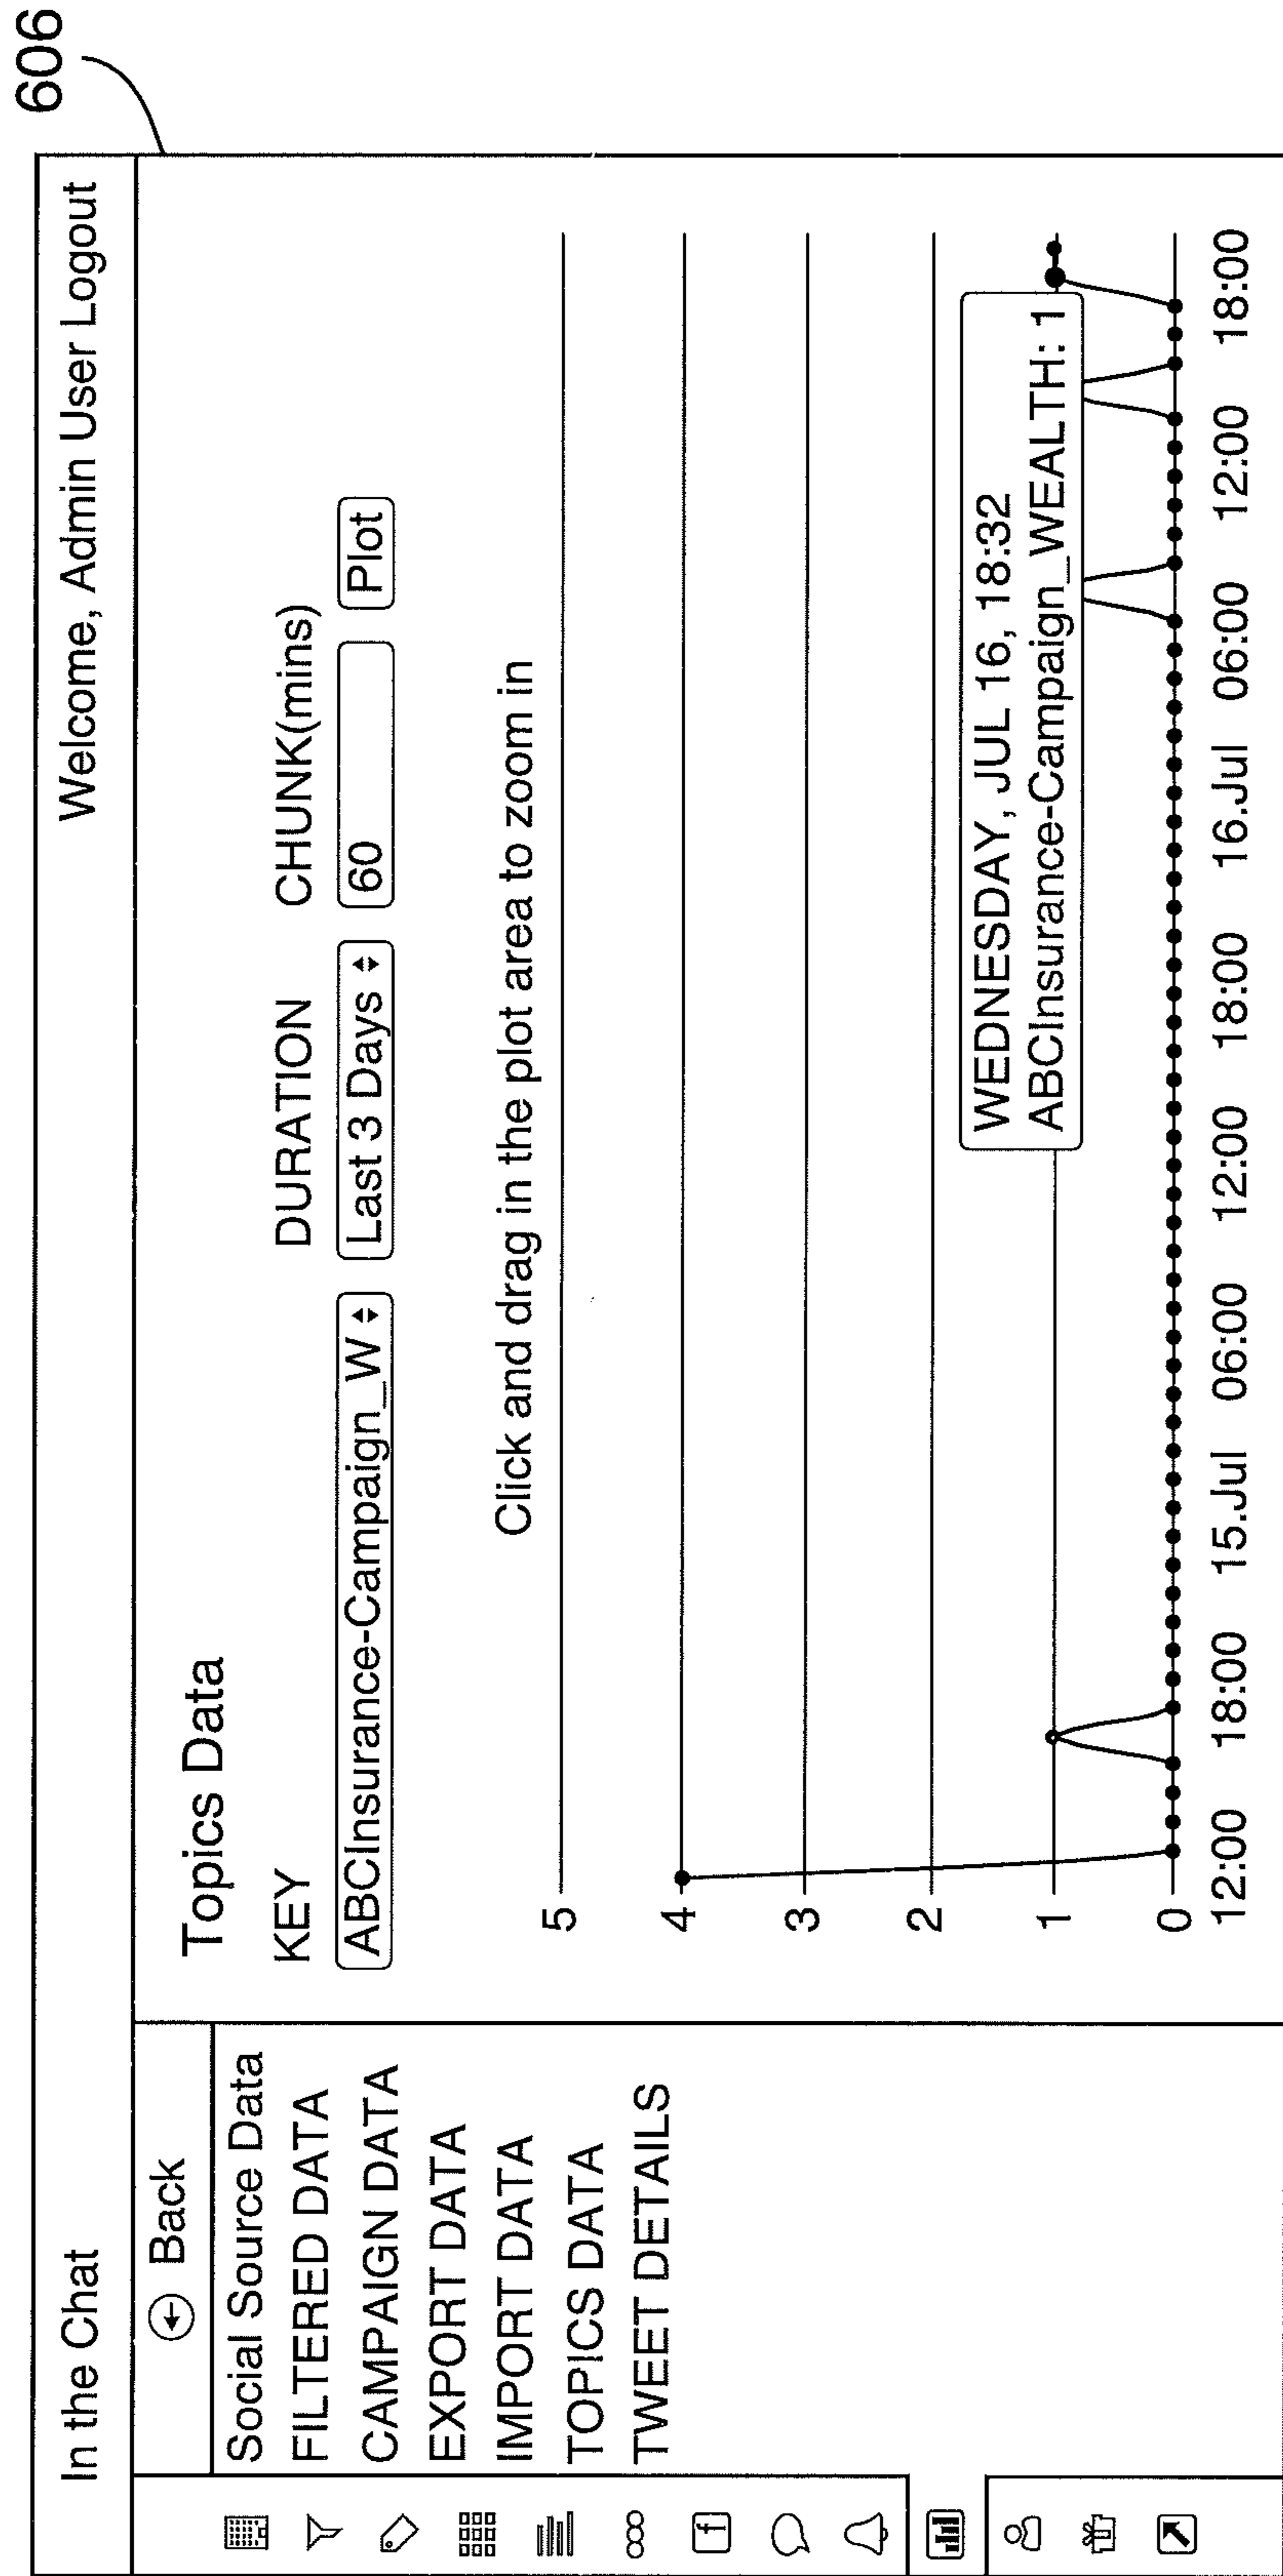 606
In the Chat Welcome, Admin User Logout
Back
Social Source Data
FILTERED DATA
CAMPAIGN DATA
EXPORT DATA
IMPORT DATA
TOPICS DATA
TWEET DETAILS
f
Topics Data
KEY DURATION CHUNK(mins)
ABCInsurance-Campaign_W Last 3 Days 60 Plot
Click and drag in the plot area to zoom in
5
4
3
2
1
0
WEDNESDAY, JUL 16, 18:32
ABCInsurance-Campaign_WEALTH: 1
12:00 18:00 15.Jul 06:00 12:00 18:00 16.Jul 06:00 12:00 18:00